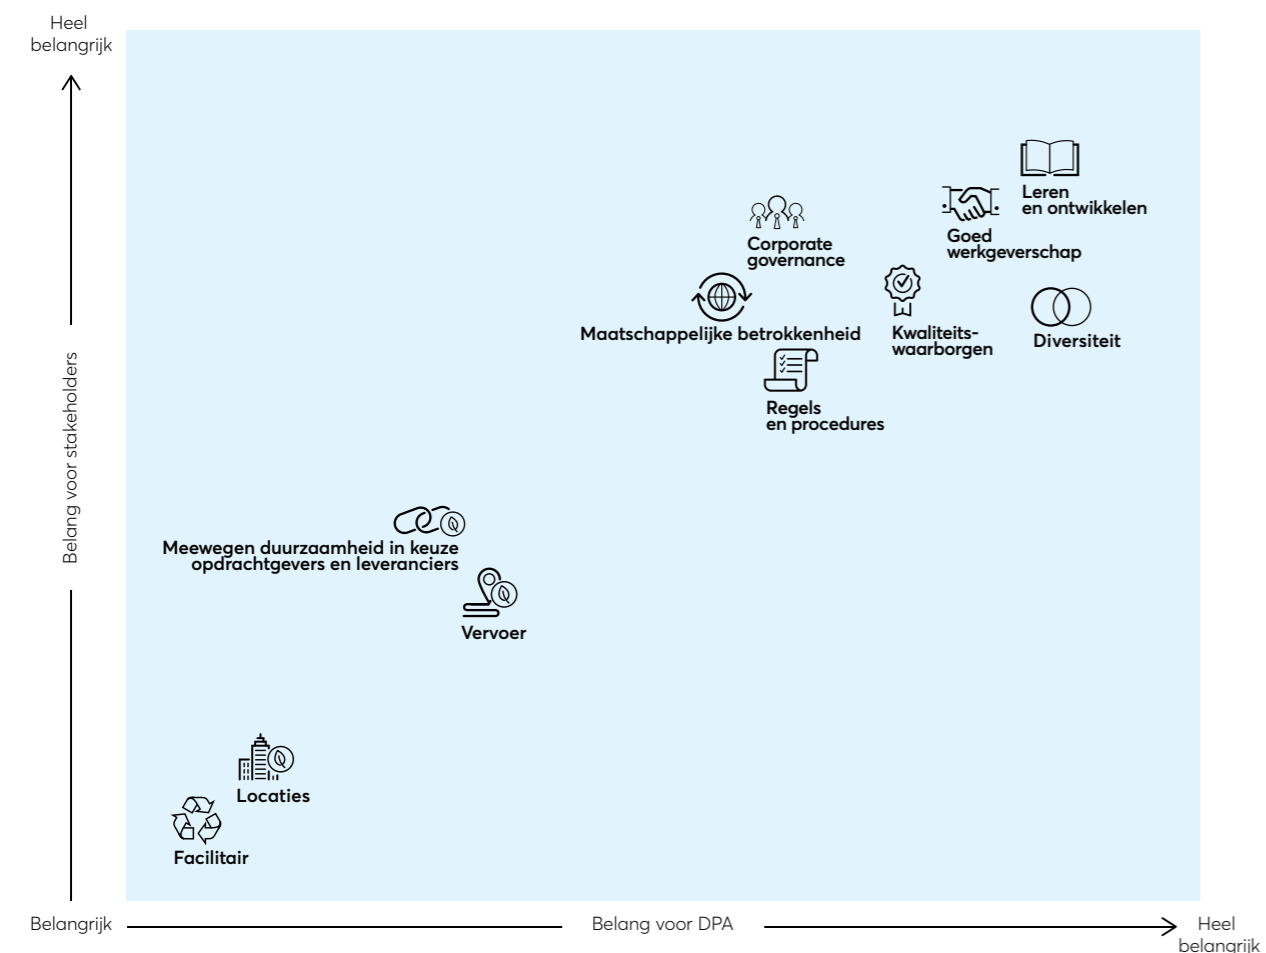 Heel
belangrijk
Belang voor stakeholders
Leren
en ontwikkelen
Goed
werkgeverschap
Corporate
governance
Maatschappelijke betrokkenheid
Kwaliteits-
waarborgen
Diversiteit
Regels
en procedures
Meewegen duurzaamheid in keuze
opdrachtgevers en leveranciers
Vervoer
Locaties
Facilitair
Belangrijk
Belang voor DPA
Heel
belangrijk